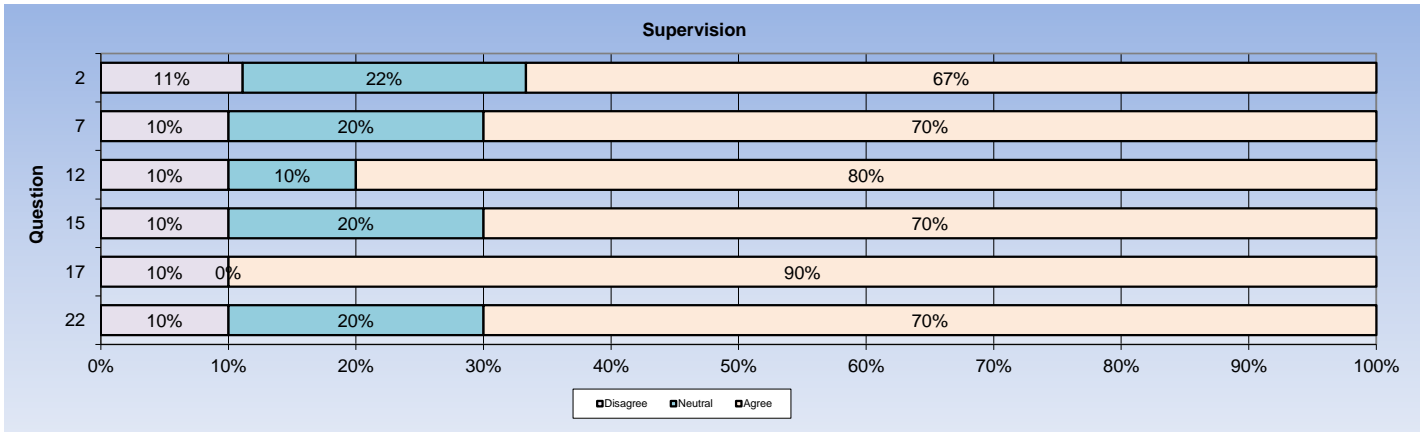 Supervision
2 11% 22% 67%
7 10% 20% 70%
12 10% 10% 80%
15 10% 20% 70%
17 10% 0% 90%
22 10% 20% 70%
Question
0% 10% 20% 30% 40% 50% 60% 70% 80% 90% 100%
Disagree Neutral Agree